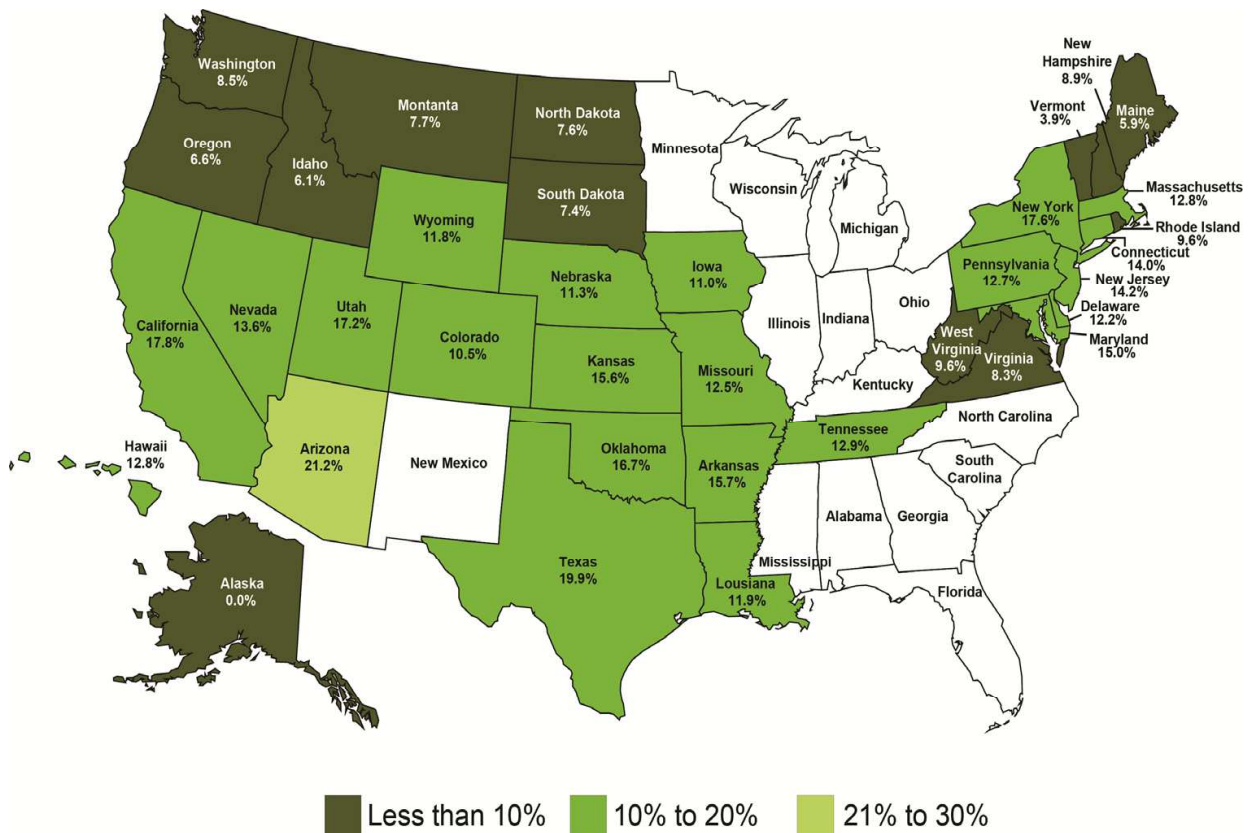 Washington
8.5%
Montanta
7.7%
North Dakota
7.6%
Minnesota
Oregon
6.6%
Idaho
6.1%
South Dakota
7.4%
Wisconsin
Michigan
New
Hampshire
8.9%
Vermont
3.9%
Maine
5.9%
Massachusetts
12.8%
New York
17.6%
Rhode Island
9.6%
Connecticut
14.0%
Pennsylvania
12.7%
New Jersey
14.2%
Delaware
12.2%
Maryland
15.0%
Wyoming
11.8%
Nebraska
11.3%
Iowa
11.0%
Illinois
Indiana
Ohio
West
Virginia
9.6%
Virginia
8.3%
California
17.8%
Nevada
13.6%
Utah
17.2%
Colorado
10.5%
Kansas
15.6%
Missouri
12.5%
Kentucky
North Carolina
Tennessee
12.9%
South
Carolina
Hawaii
12.8%
Arizona
21.2%
New Mexico
Oklahoma
16.7%
Arkansas
15.7%
Alabama
Georgia
Mississippi
Texas
19.9%
Lousiana
11.9%
Florida
Alaska
0.0%
Less than 10%
10% to 20%
21% to 30%